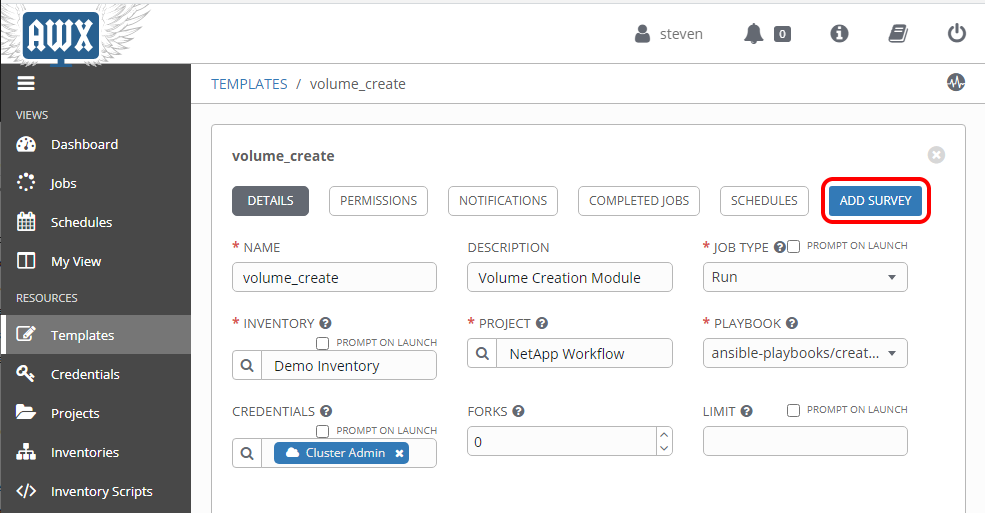 AWX
steven
0
VIEWS
Dashboard
Jobs
Schedules
My View
RESOURCES
Templates
Credentials
Projects
Inventories
Inventory Scripts
TEMPLATES / volume_create
volume_create
DETAILS PERMISSIONS NOTIFICATIONS COMPLETED JOBS SCHEDULES ADD SURVEY
* NAME DESCRIPTION * JOB TYPE ? PROMPT ON LAUNCH
volume_create Volume Creation Module Run
* INVENTORY ? * PROJECT ? * PLAYBOOK ?
PROMPT ON LAUNCH
Demo Inventory NetApp Workflow ansible-playbooks/creat...
CREDENTIALS ? FORKS ? LIMIT ? PROMPT ON LAUNCH
PROMPT ON LAUNCH
Cluster Admin 0